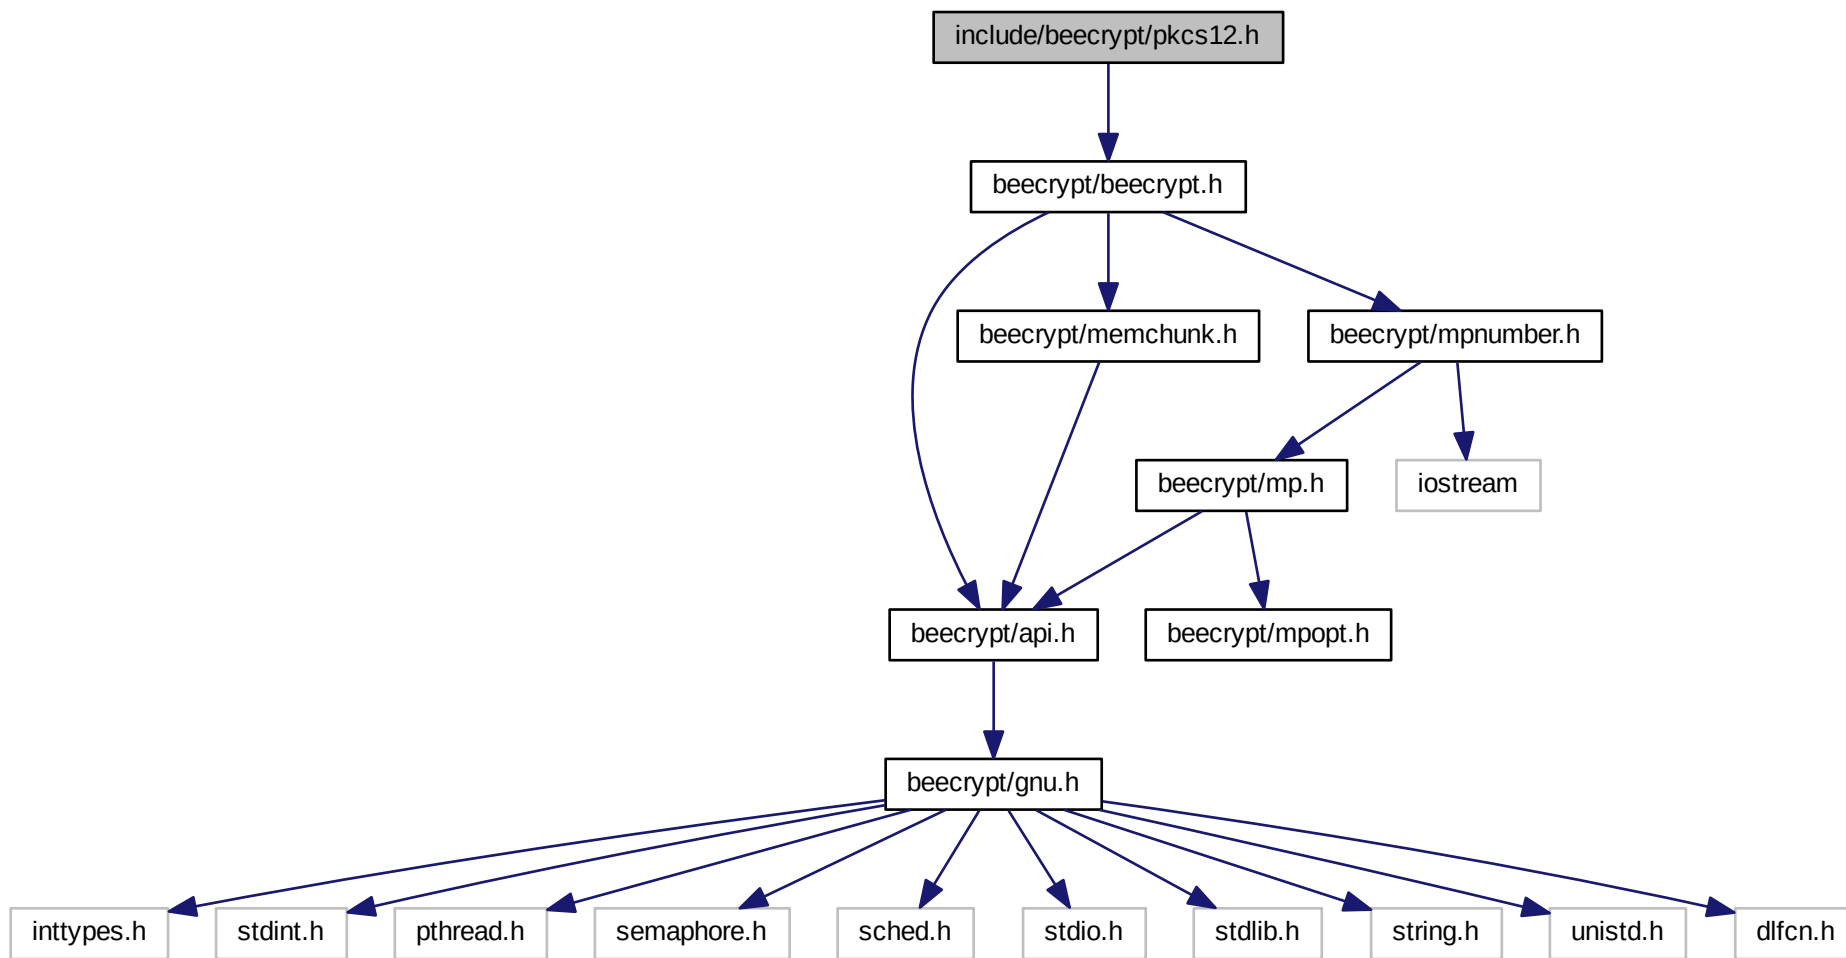 include/beecrypt/pkcs12.h
beecrypt/beecrypt.h
beecrypt/memchunk.h
beecrypt/mpnumber.h
beecrypt/mp.h
iostream
beecrypt/api.h
beecrypt/mpopt.h
beecrypt/gnu.h
inttypes.h
stdint.h
pthread.h
semaphore.h
sched.h
stdio.h
stdlib.h
string.h
unistd.h
dlfcn.h